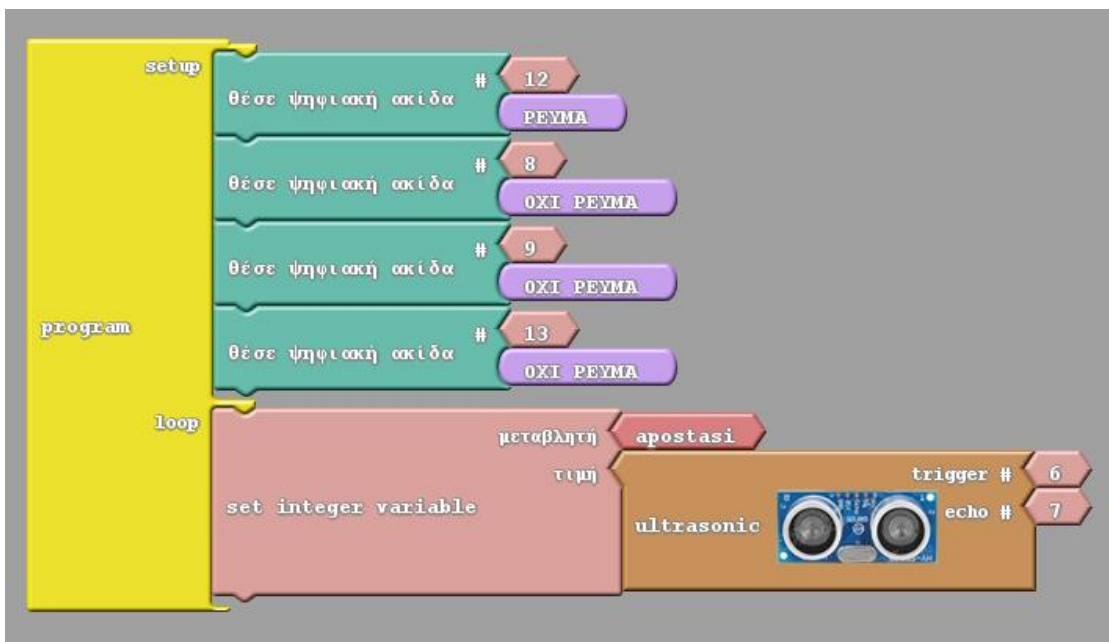 setup
θέσε ψηφιακή ακίδα # 12
ΡΕΥΜΑ
θέσε ψηφιακή ακίδα # 8
ΟΧΙ ΡΕΥΜΑ
θέσε ψηφιακή ακίδα # 9
ΟΧΙ ΡΕΥΜΑ
program
θέσε ψηφιακή ακίδα # 13
ΟΧΙ ΡΕΥΜΑ
loop
μεταβλητή apostasi
τιμή
set integer variable
ultrasonic
trigger # 6
echo # 7